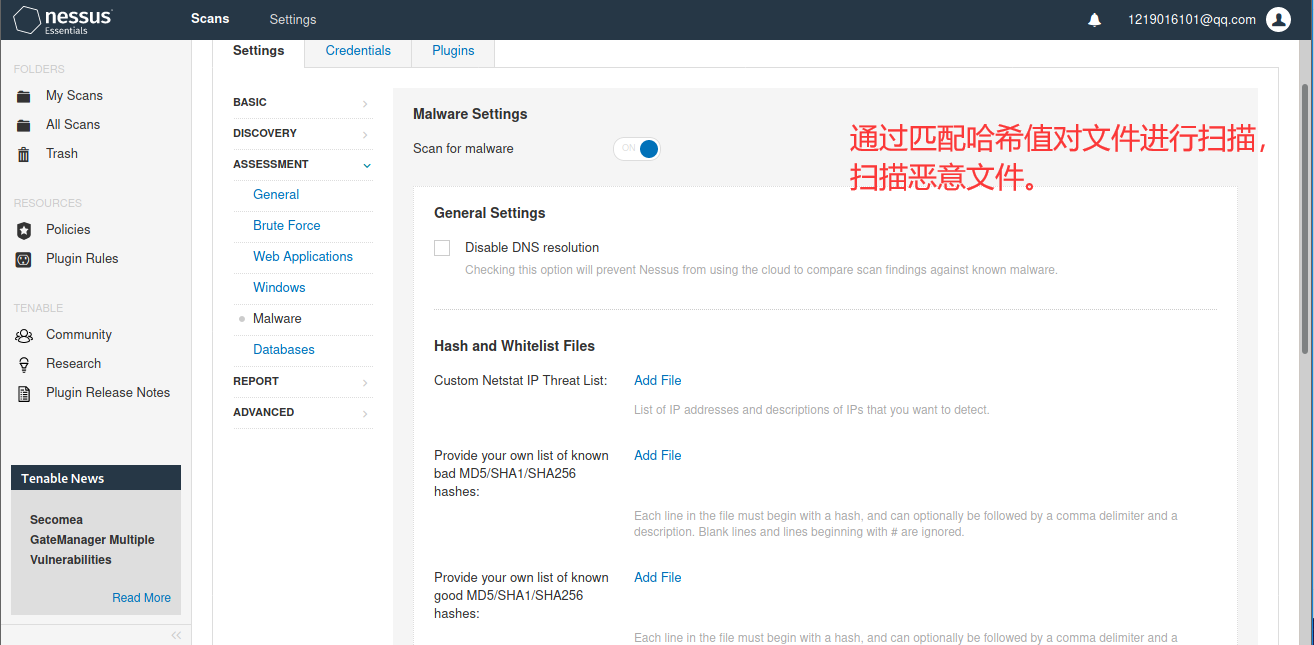 nessus
Essentials
Scans
Settings
1219016101@qq.com
FOLDERS
My Scans
All Scans
Trash
RESOURCES
Policies
Plugin Rules
TENABLE
Community
Research
Plugin Release Notes
Tenable News
Secomea
GateManager Multiple
Vulnerabilities
Read More
Settings
Credentials
Plugins
BASIC
DISCOVERY
ASSESSMENT
General
Brute Force
Web Applications
Windows
Malware
Databases
REPORT
ADVANCED
Malware Settings
Scan for malware
ON
通过匹配哈希值对文件进行扫描，
扫描恶意文件。
General Settings
Disable DNS resolution
Checking this option will prevent Nessus from using the cloud to compare scan findings against known malware.
Hash and Whitelist Files
Custom Netstat IP Threat List:
Add File
List of IP addresses and descriptions of IPs that you want to detect.
Provide your own list of known
bad MD5/SHA1/SHA256
hashes:
Add File
Each line in the file must begin with a hash, and can optionally be followed by a comma delimiter and a
description. Blank lines and lines beginning with # are ignored.
Provide your own list of known
good MD5/SHA1/SHA256
hashes:
Add File
Each line in the file must begin with a hash, and can optionally be followed by a comma delimiter and a